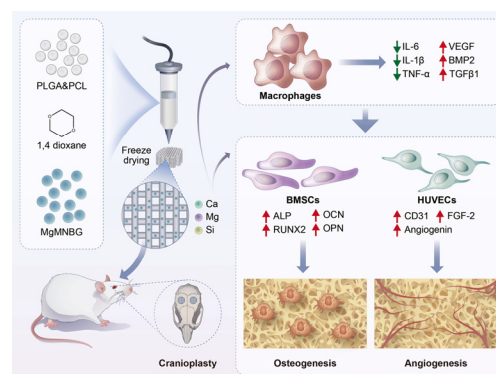 PLGA&PCL
1,4 dioxane
MgMNBG
Freeze
drying
Ca
Mg
Si
Cranioplasty
Macrophages
IL-6
VEGF
IL-1β
BMP2
TNF-α
TGFβ1
BMSCs
ALP
OCN
RUNX2
OPN
HUVECs
CD31
FGF-2
Angiogenin
Osteogenesis
Angiogenesis